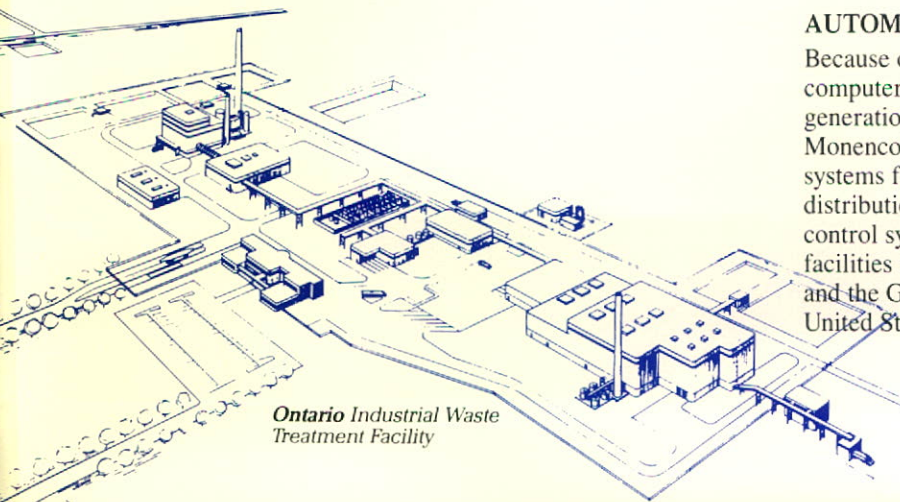 AUTOM
Because
computer
generatio
Monenco
systems f
distributi
control sy
facilities
and the G
United St
Ontario Industrial Waste
Treatment Facility